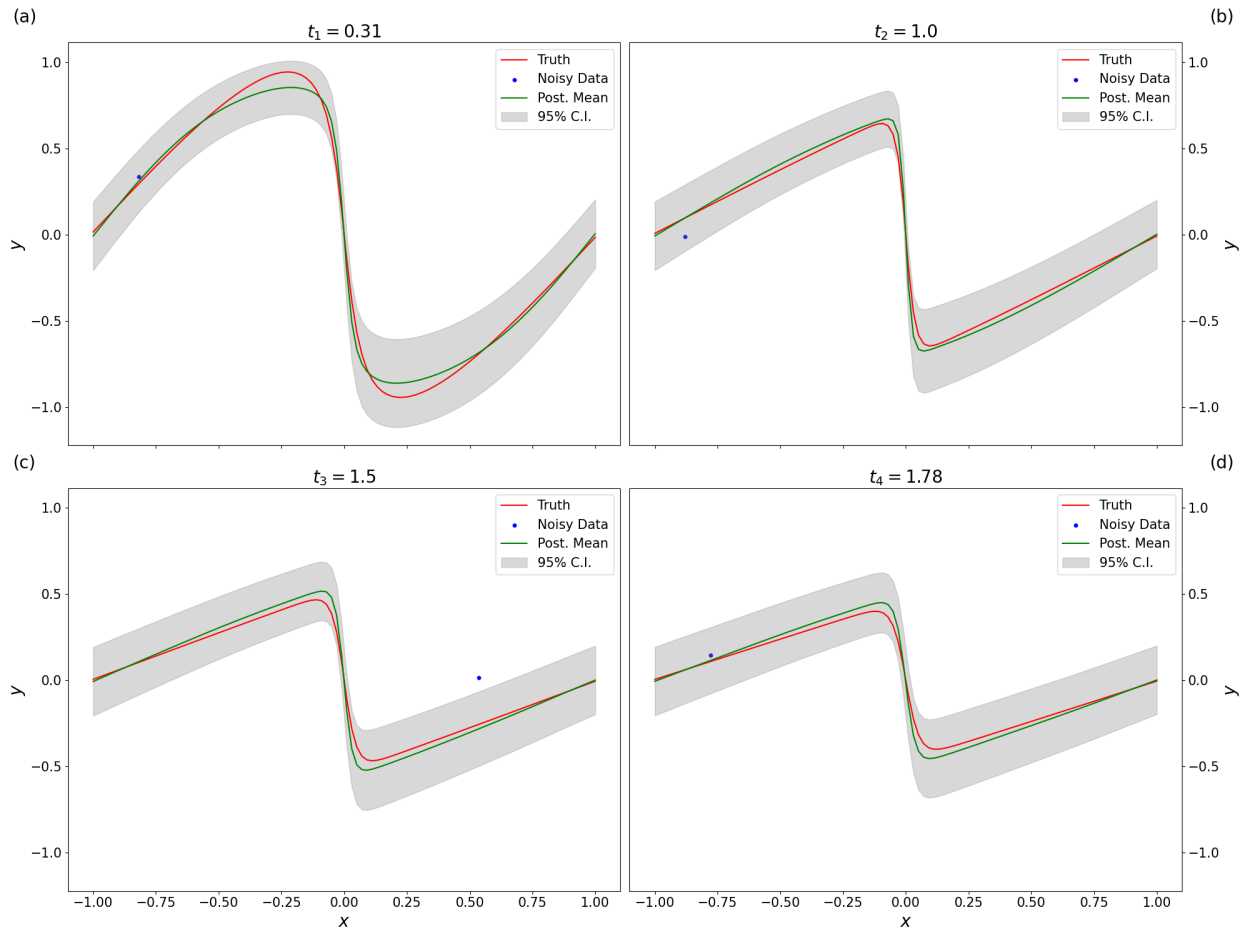 (a)
t₁ = 0.31
Truth
Noisy Data
Post. Mean
95% C.I.
1.0
0.5
0.0
−0.5
−1.0
y
(b)
t₂ = 1.0
Truth
Noisy Data
Post. Mean
95% C.I.
1.0
0.5
0.0
−0.5
−1.0
y
(c)
t₃ = 1.5
Truth
Noisy Data
Post. Mean
95% C.I.
1.0
0.5
0.0
−0.5
−1.0
y
−1.00 −0.75 −0.50 −0.25 0.00 0.25 0.50 0.75 1.00
x
(d)
t₄ = 1.78
Truth
Noisy Data
Post. Mean
95% C.I.
1.0
0.5
0.0
−0.5
−1.0
y
−1.00 −0.75 −0.50 −0.25 0.00 0.25 0.50 0.75 1.00
x